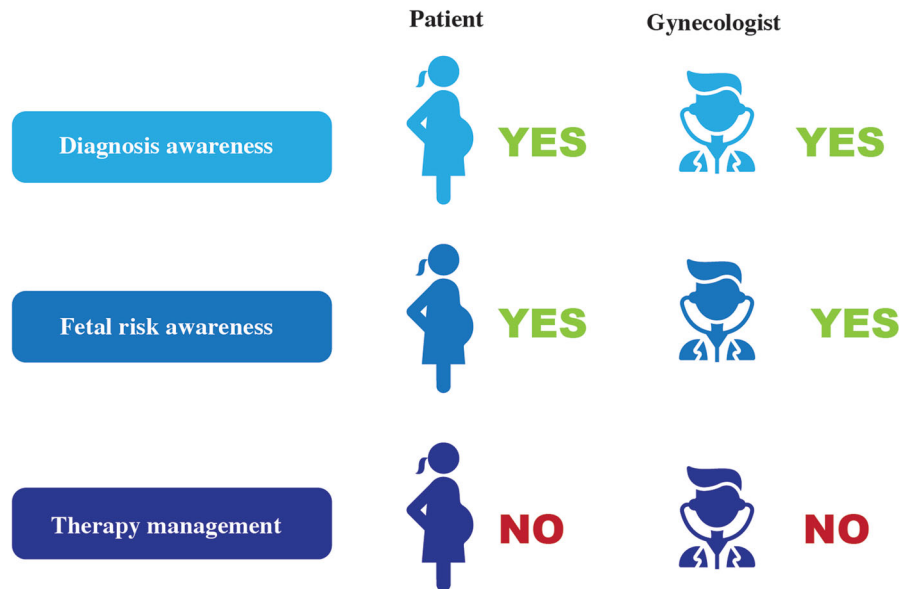 Patient Gynecologist
Diagnosis awareness YES YES
Fetal risk awareness YES YES
Therapy management NO NO